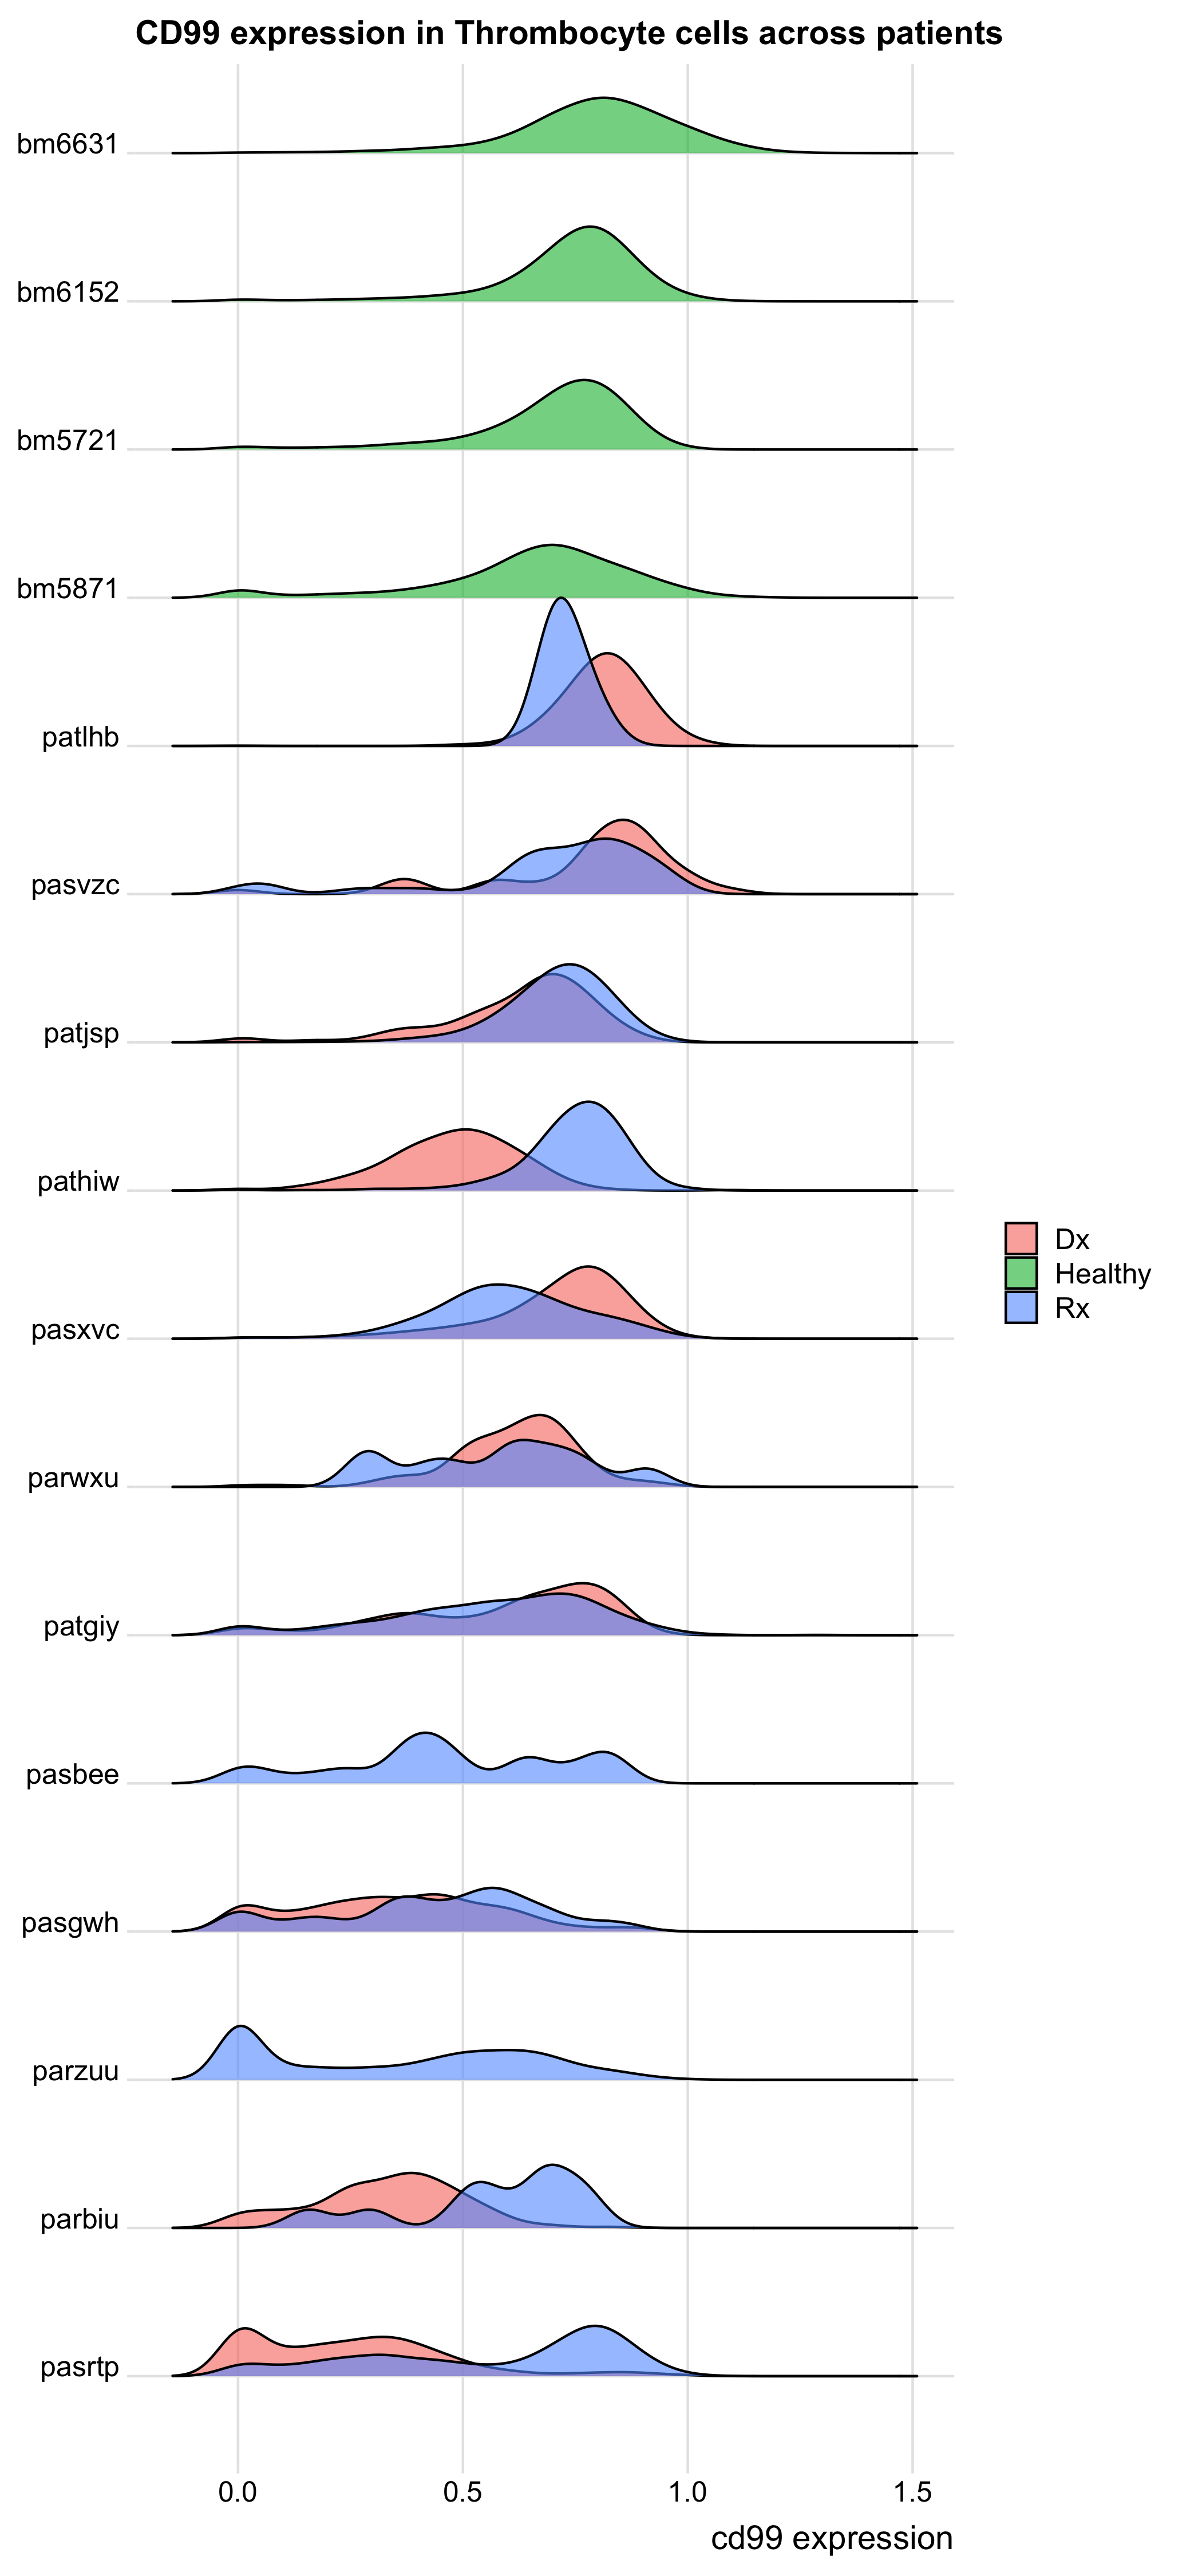 CD99 expression in Thrombocyte cells across patients
bm6631
bm6152
bm5721
bm5871
patlhb
pasvzc
patjsp
pathiw
pasxvc
parwxu
patgiy
pasbee
pasgwh
parzuu
parbiu
pasrtp
Dx
Healthy
Rx
0.0 0.5 1.0 1.5
cd99 expression